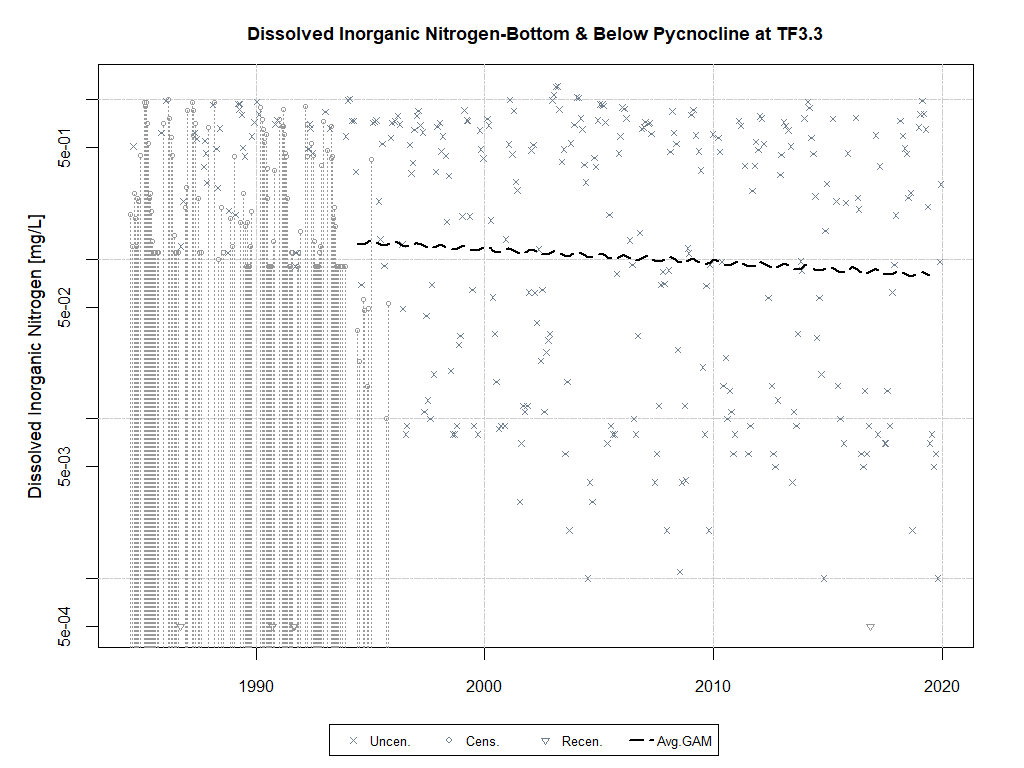 Dissolved Inorganic Nitrogen-Bottom & Below Pycnocline at TF3.3
Dissolved Inorganic Nitrogen [mg/L]
5e-01
5e-02
5e-03
5e-04
1990 2000 2010 2020
Uncen. Cens. Recen. Avg.GAM